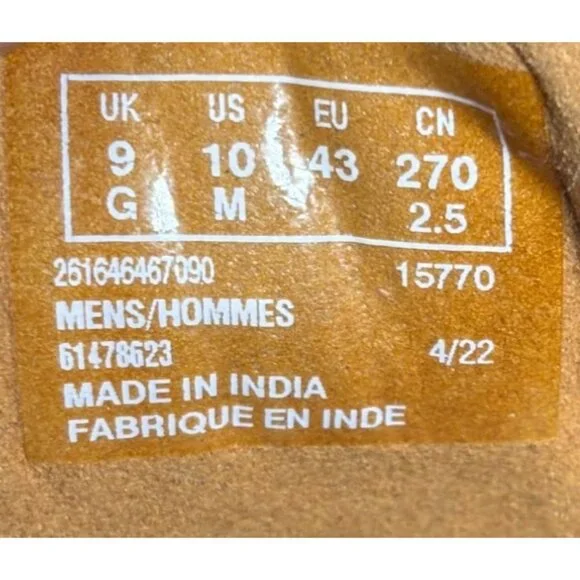 UK US EU CN
9 10 43 270
G M 2.5
261646467090 15770
MENS/HOMMES
61478623 4/22
MADE IN INDIA
FABRIQUE EN INDE